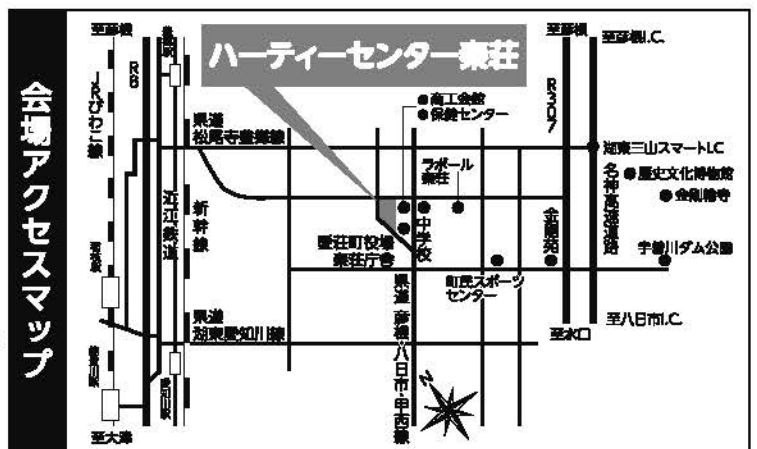 会場アクセスマップ
至彦根
R8
JRびわこ線
近江鉄道
新幹線
至大津
ハーティーセンター秦荘
県道
松尾寺豊郷線
県道
湖東愛知川線
商工会館
保健センター
ラポール
秦荘
中学校
愛荘町役場
秦荘庁舎
町民スポーツ
センター
県道 彦根・八日市・甲西線
金剛苑
至彦根
R307
至水口
至彦根I.C.
湖東三山スマートI.C
歴史文化博物館
金剛輪寺
名神高速道路
宇曽川ダム公園
至八日市I.C.
N